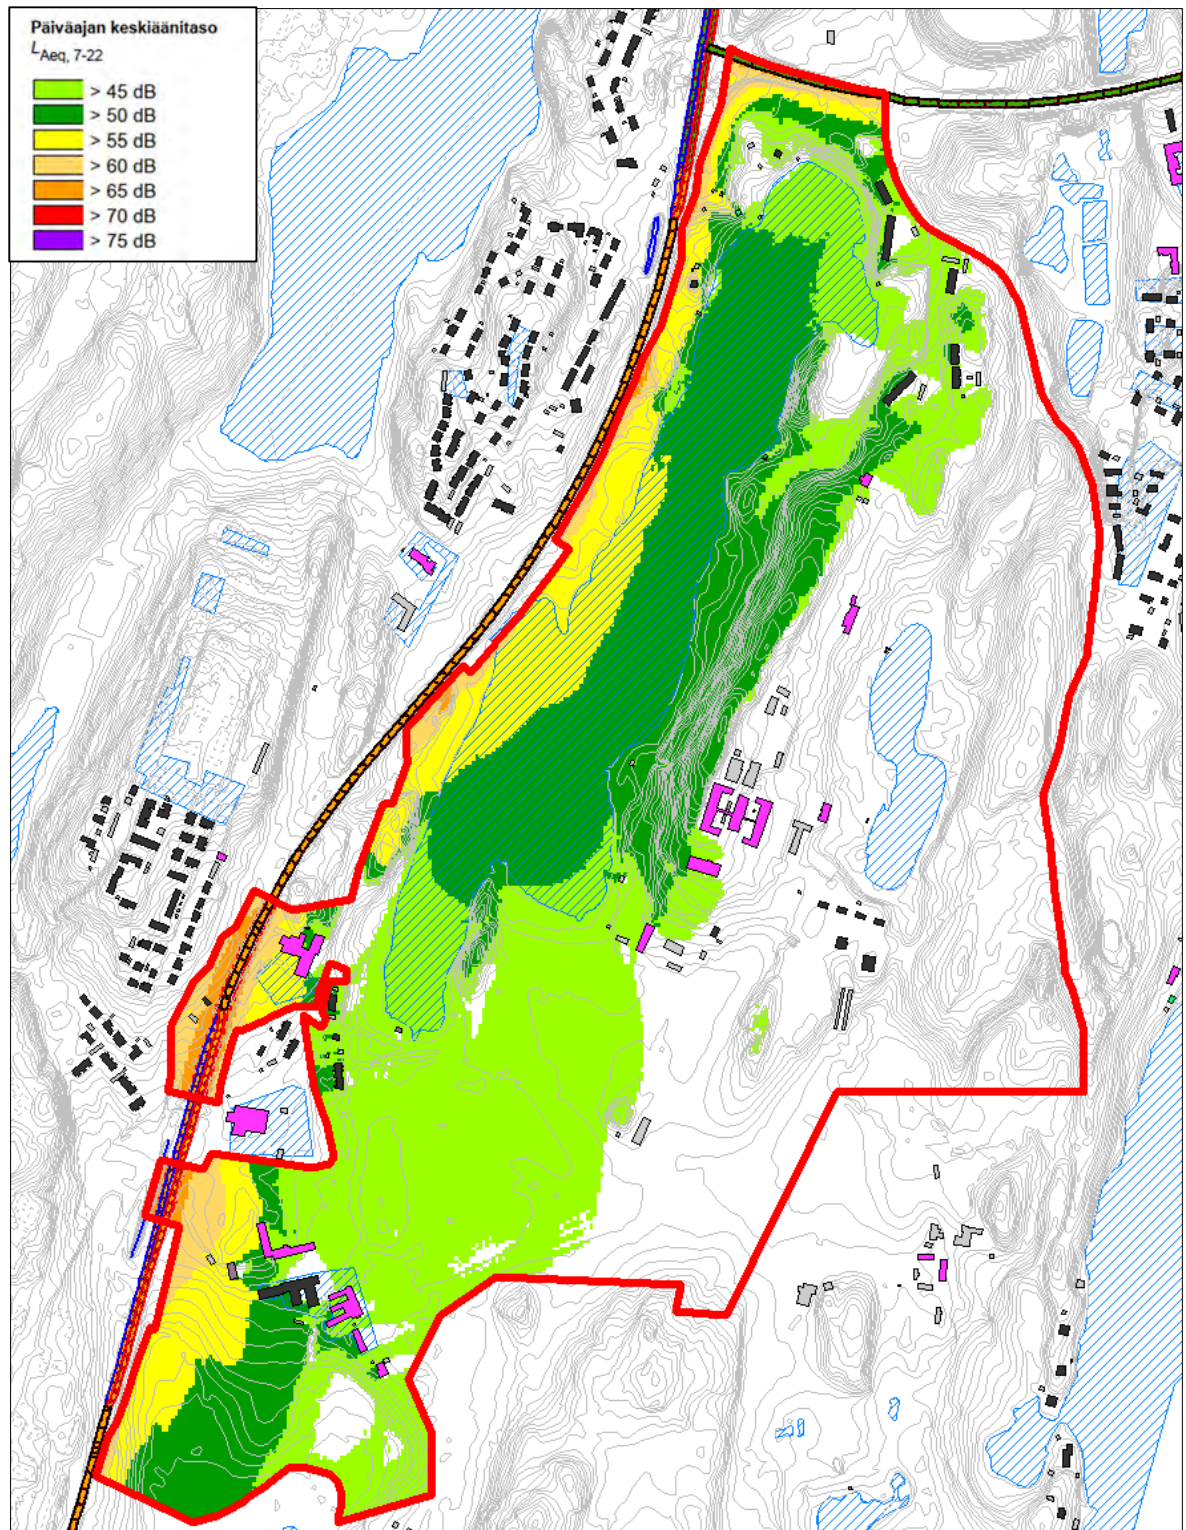 Päiväajan keskiäänitaso
LAeq, 7-22
> 45 dB
> 50 dB
> 55 dB
> 60 dB
> 65 dB
> 70 dB
> 75 dB